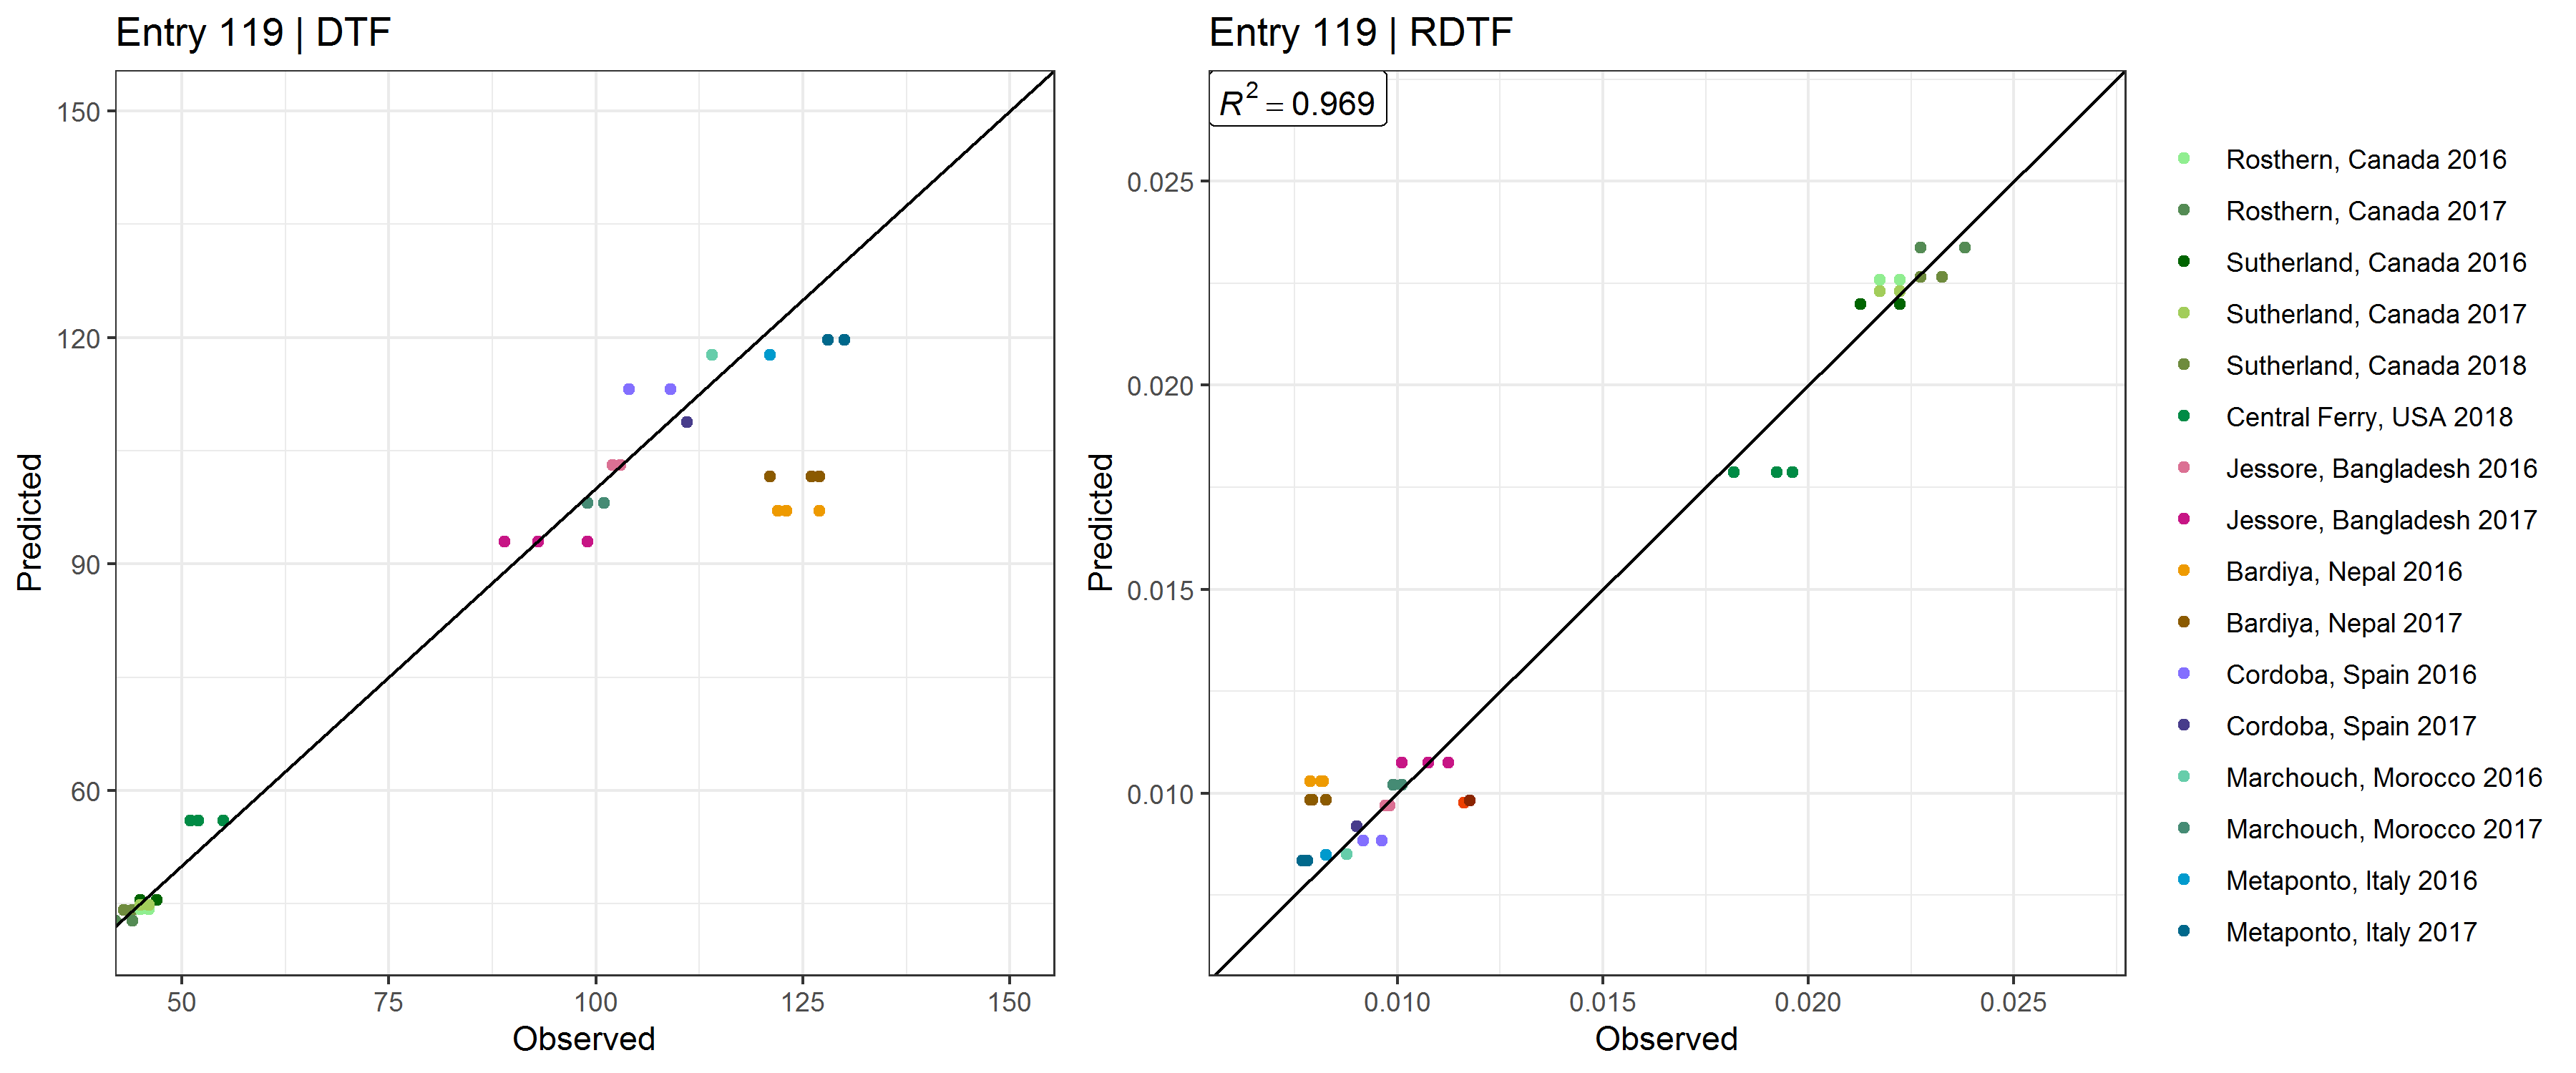 Entry 119 | DTF
150
120
90
60
Predicted
50
75
100
125
150
Observed
Entry 119 | RDTF
R² = 0.969
0.025
0.020
0.015
0.010
Predicted
0.010
0.015
0.020
0.025
Observed
Rosthern, Canada 2016
Rosthern, Canada 2017
Sutherland, Canada 2016
Sutherland, Canada 2017
Sutherland, Canada 2018
Central Ferry, USA 2018
Jessore, Bangladesh 2016
Jessore, Bangladesh 2017
Bardiya, Nepal 2016
Bardiya, Nepal 2017
Cordoba, Spain 2016
Cordoba, Spain 2017
Marchouch, Morocco 2016
Marchouch, Morocco 2017
Metaponto, Italy 2016
Metaponto, Italy 2017